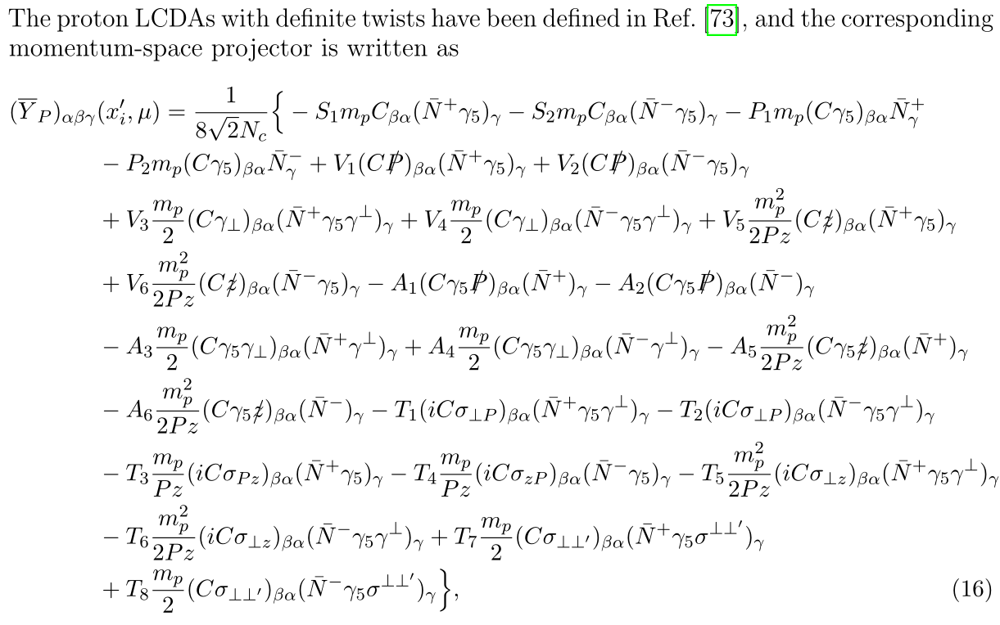 The proton LCDAs with definite twists have been defined in Ref. [73], and the corresponding
momentum-space projector is written as
$(\overline{Y}_P)_{\alpha\beta\gamma}(x_i', \mu) = \frac{1}{8\sqrt{2}N_c}\Big\{ - S_1 m_p C_{\beta\alpha}(\bar{N}^+\gamma_5)_\gamma - S_2 m_p C_{\beta\alpha}(\bar{N}^-\gamma_5)_\gamma - P_1 m_p (C\gamma_5)_{\beta\alpha}\bar{N}^+_\gamma$
$- P_2 m_p (C\gamma_5)_{\beta\alpha}\bar{N}^-_\gamma + V_1 (C\not{P})_{\beta\alpha}(\bar{N}^+\gamma_5)_\gamma + V_2 (C\not{P})_{\beta\alpha}(\bar{N}^-\gamma_5)_\gamma$
$+ V_3 \frac{m_p}{2}(C\gamma_\perp)_{\beta\alpha}(\bar{N}^+\gamma_5\gamma^\perp)_\gamma + V_4 \frac{m_p}{2}(C\gamma_\perp)_{\beta\alpha}(\bar{N}^-\gamma_5\gamma^\perp)_\gamma + V_5 \frac{m_p^2}{2Pz}(C\not{z})_{\beta\alpha}(\bar{N}^+\gamma_5)_\gamma$
$+ V_6 \frac{m_p^2}{2Pz}(C\not{z})_{\beta\alpha}(\bar{N}^-\gamma_5)_\gamma - A_1 (C\gamma_5\not{P})_{\beta\alpha}(\bar{N}^+)_\gamma - A_2 (C\gamma_5\not{P})_{\beta\alpha}(\bar{N}^-)_\gamma$
$- A_3 \frac{m_p}{2}(C\gamma_5\gamma_\perp)_{\beta\alpha}(\bar{N}^+\gamma^\perp)_\gamma + A_4 \frac{m_p}{2}(C\gamma_5\gamma_\perp)_{\beta\alpha}(\bar{N}^-\gamma^\perp)_\gamma - A_5 \frac{m_p^2}{2Pz}(C\gamma_5\not{z})_{\beta\alpha}(\bar{N}^+)_\gamma$
$- A_6 \frac{m_p^2}{2Pz}(C\gamma_5\not{z})_{\beta\alpha}(\bar{N}^-)_\gamma - T_1 (iC\sigma_{\perp P})_{\beta\alpha}(\bar{N}^+\gamma_5\gamma^\perp)_\gamma - T_2 (iC\sigma_{\perp P})_{\beta\alpha}(\bar{N}^-\gamma_5\gamma^\perp)_\gamma$
$- T_3 \frac{m_p}{Pz}(iC\sigma_{Pz})_{\beta\alpha}(\bar{N}^+\gamma_5)_\gamma - T_4 \frac{m_p}{Pz}(iC\sigma_{zP})_{\beta\alpha}(\bar{N}^-\gamma_5)_\gamma - T_5 \frac{m_p^2}{2Pz}(iC\sigma_{\perp z})_{\beta\alpha}(\bar{N}^+\gamma_5\gamma^\perp)_\gamma$
$- T_6 \frac{m_p^2}{2Pz}(iC\sigma_{\perp z})_{\beta\alpha}(\bar{N}^-\gamma_5\gamma^\perp)_\gamma + T_7 \frac{m_p}{2}(C\sigma_{\perp\perp'})_{\beta\alpha}(\bar{N}^+\gamma_5\sigma^{\perp\perp'})_\gamma$
$+ T_8 \frac{m_p}{2}(C\sigma_{\perp\perp'})_{\beta\alpha}(\bar{N}^-\gamma_5\sigma^{\perp\perp'})_\gamma \Big\},$ (16)